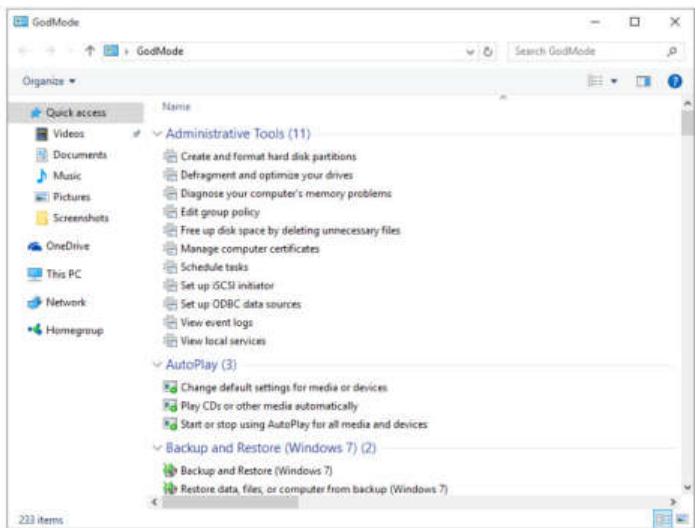 GodMode
GodMode
Search GodMode
Organize
Quick access
Videos
Documents
Music
Pictures
Screenshots
OneDrive
This PC
Network
Homegroup
Name
Administrative Tools (11)
Create and format hard disk partitions
Defragment and optimize your drives
Diagnose your computer's memory problems
Edit group policy
Free up disk space by deleting unnecessary files
Manage computer certificates
Schedule tasks
Set up iSCSI initiator
Set up ODBC data sources
View event logs
View local services
AutoPlay (3)
Change default settings for media or devices
Play CDs or other media automatically
Start or stop using AutoPlay for all media and devices
Backup and Restore (Windows 7) (2)
Backup and Restore (Windows 7)
Restore data, files, or computer from backup (Windows 7)
233 items